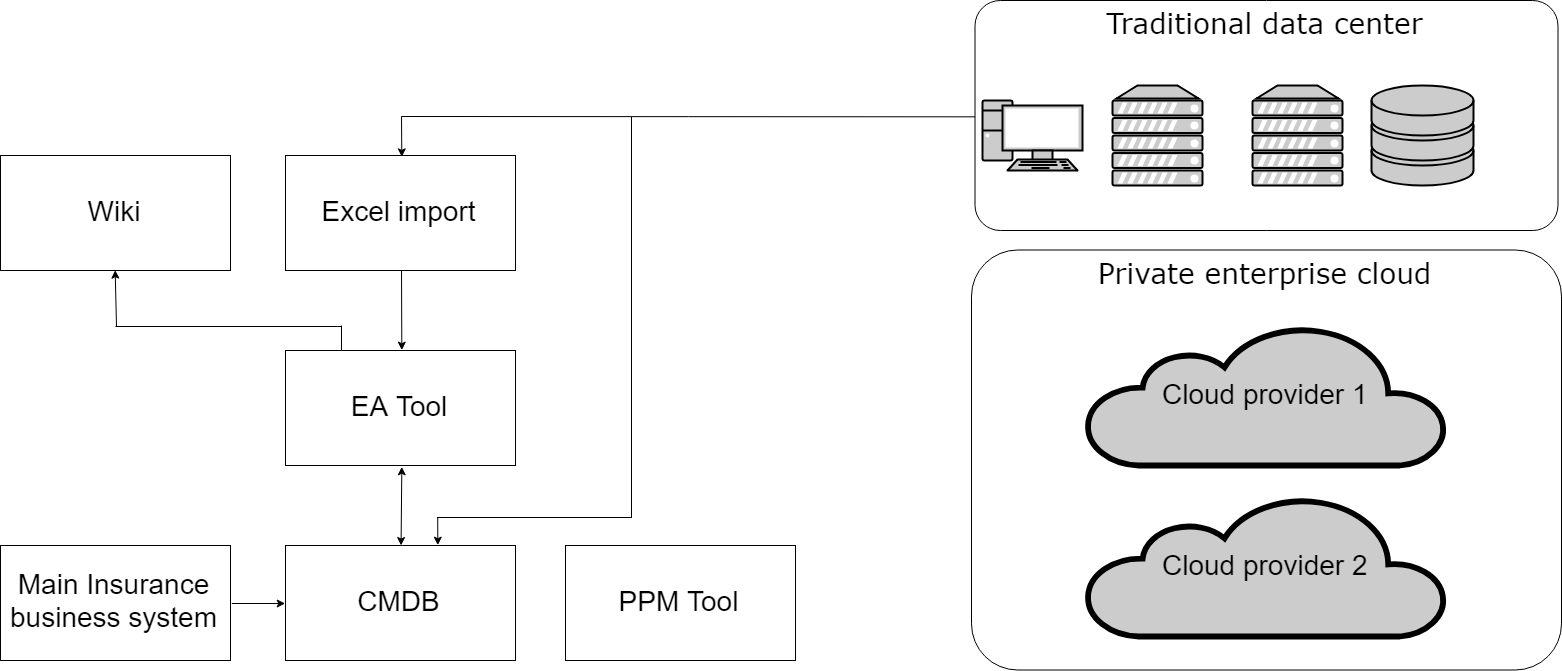 Traditional data center
Wiki
Excel import
Private enterprise cloud
EA Tool
Cloud provider 1
Cloud provider 2
Main Insurance
business system
CMDB
PPM Tool